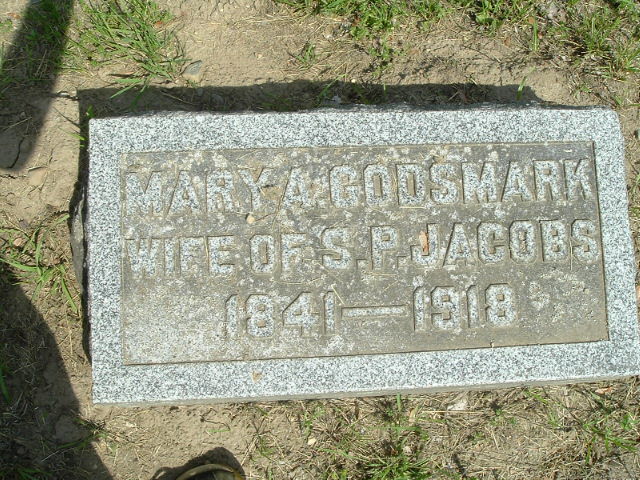 MARY A. GODSMARK
WIFE OF S. P. JACOBS
1841—1918